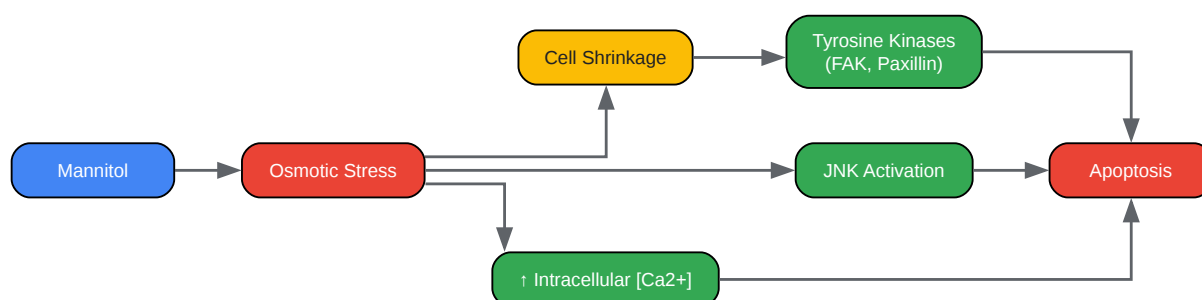 Tyrosine Kinases
(FAK, Paxillin)
Cell Shrinkage
Mannitol
Osmotic Stress
JNK Activation
Apoptosis
↑ Intracellular [Ca2+]